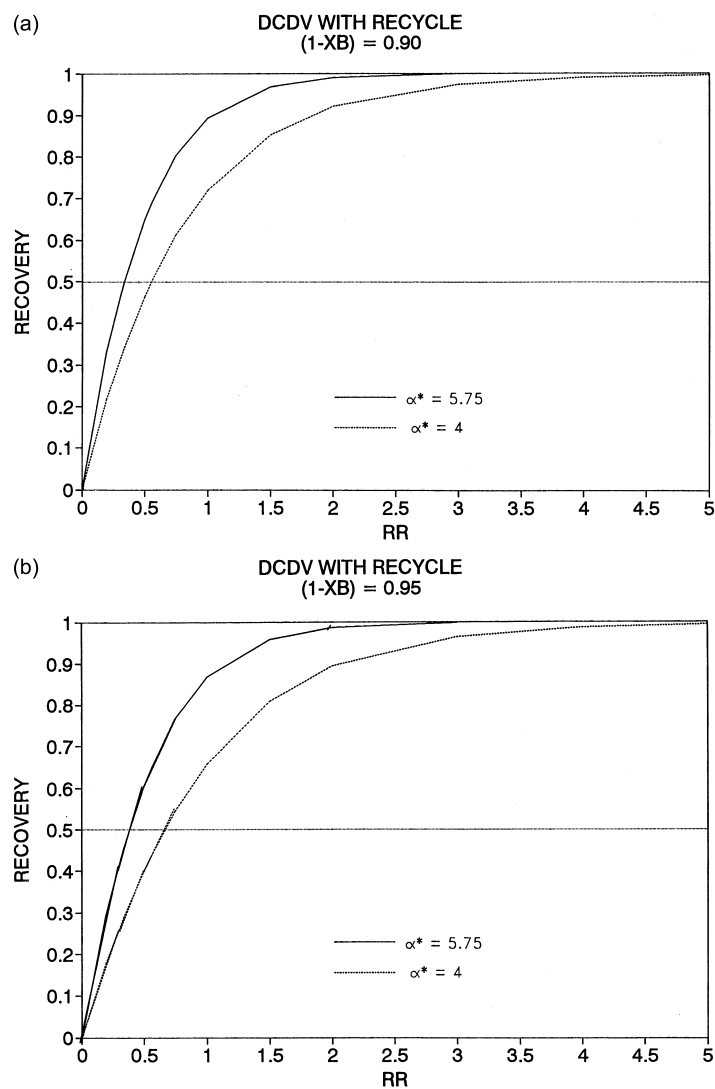 (a)
DCDV WITH RECYCLE
(1-XB) = 0.90
1
0.9
0.8
0.7
0.6
0.5
0.4
0.3
0.2
0.1
0
RECOVERY
α* = 5.75
α* = 4
0 0.5 1 1.5 2 2.5 3 3.5 4 4.5 5
RR
(b)
DCDV WITH RECYCLE
(1-XB) = 0.95
1
0.9
0.8
0.7
0.6
0.5
0.4
0.3
0.2
0.1
0
RECOVERY
α* = 5.75
α* = 4
0 0.5 1 1.5 2 2.5 3 3.5 4 4.5 5
RR